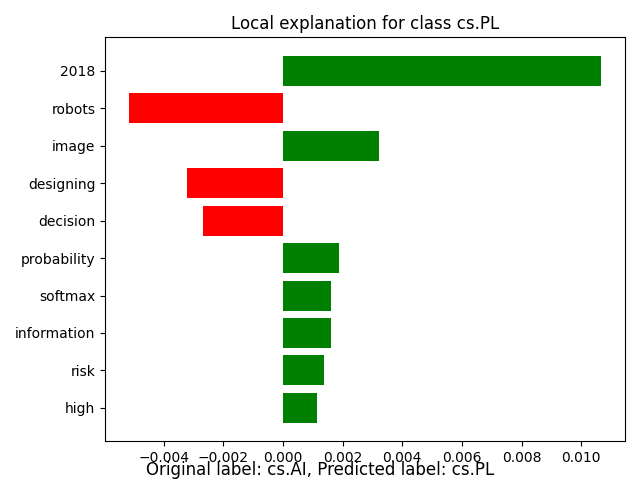 Local explanation for class cs.PL
2018
robots
image
designing
decision
probability
softmax
information
risk
high
−0.004 −0.002 0.000 0.002 0.004 0.006 0.008 0.010
Original label: cs.AI, Predicted label: cs.PL